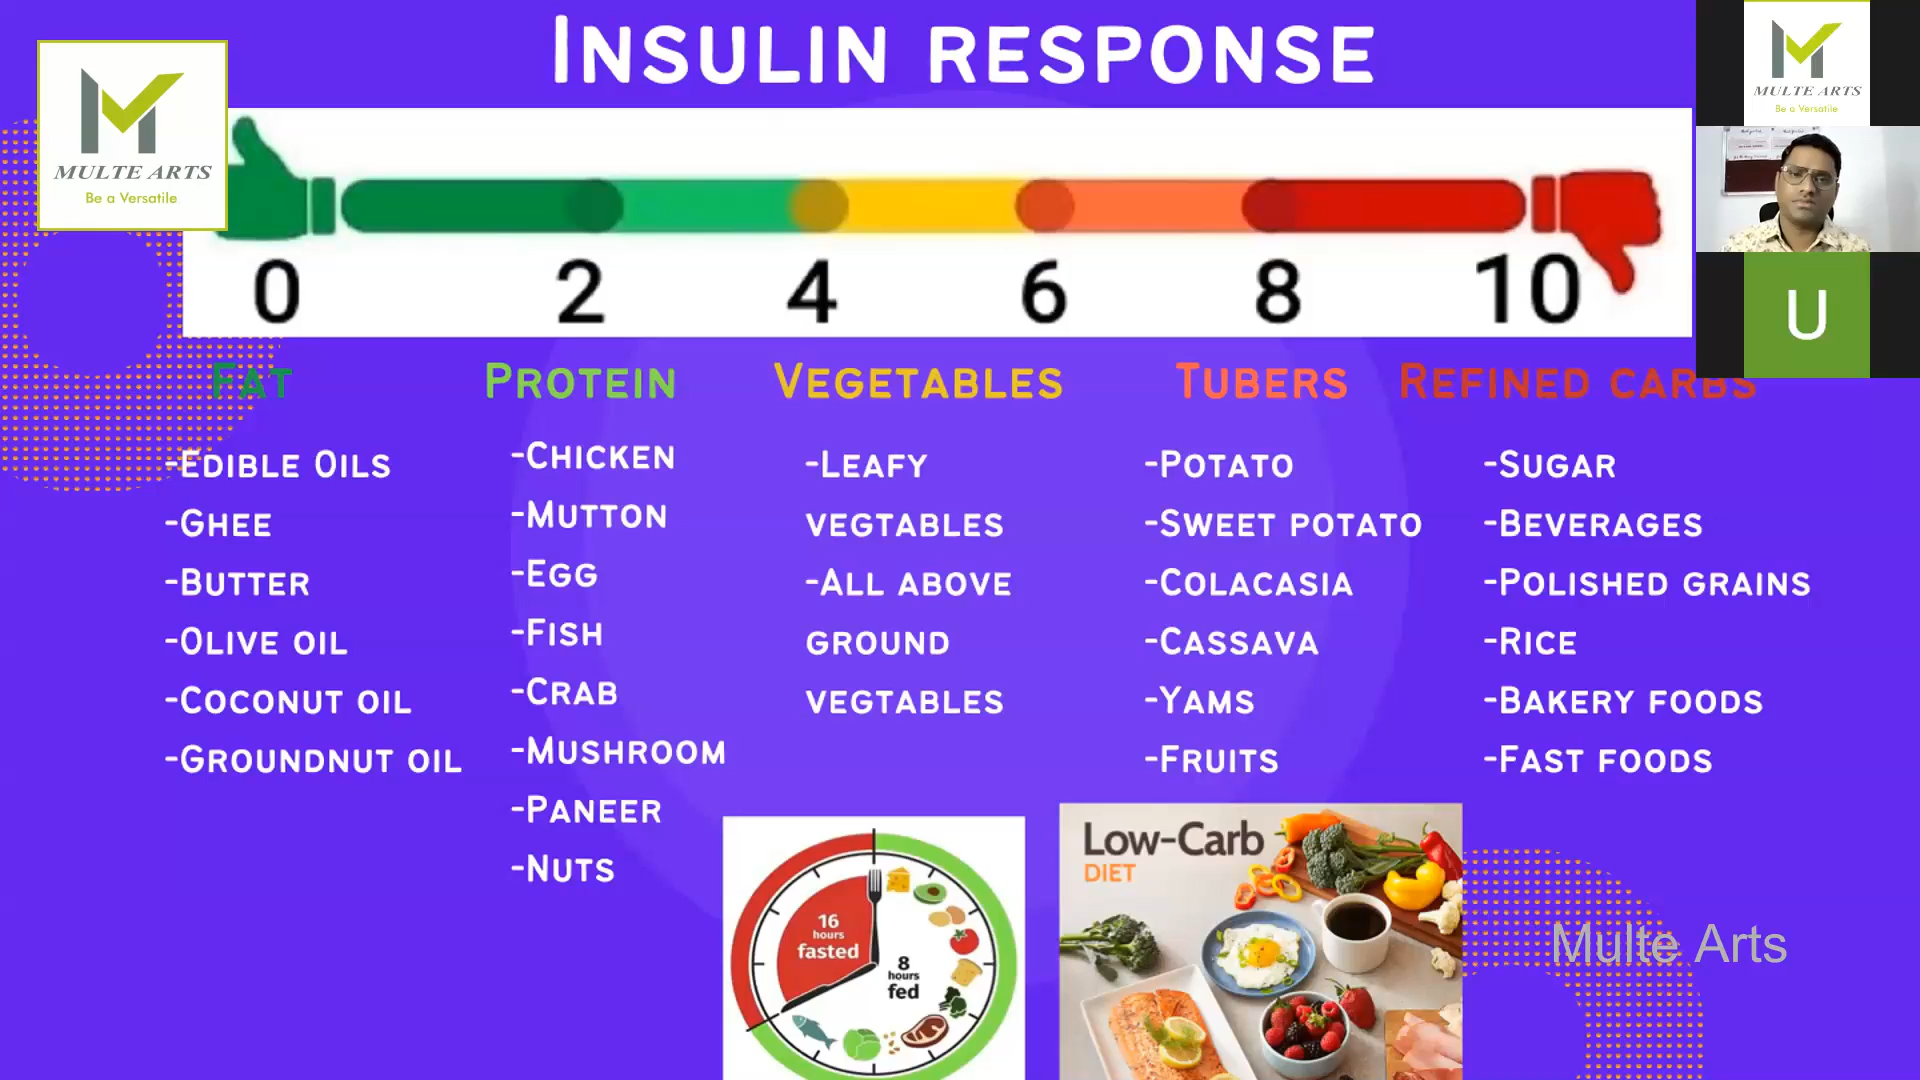 INSULIN RESPONSE
MULTE ARTS
Be a Versatile
MULTE ARTS
Be a Versatile
U
0 2 4 6 8 10
FAT
-EDIBLE OILS
-GHEE
-BUTTER
-OLIVE OIL
-COCONUT OIL
-GROUNDNUT OIL
PROTEIN
-CHICKEN
-MUTTON
-EGG
-FISH
-CRAB
-MUSHROOM
-PANEER
-NUTS
VEGETABLES
-LEAFY
VEGTABLES
-ALL ABOVE
GROUND
VEGTABLES
TUBERS
-POTATO
-SWEET POTATO
-COLACASIA
-CASSAVA
-YAMS
-FRUITS
REFINED CARBS
-SUGAR
-BEVERAGES
-POLISHED GRAINS
-RICE
-BAKERY FOODS
-FAST FOODS
16
hours
fasted
8
hours
fed
Low-Carb
DIET
Multe Arts